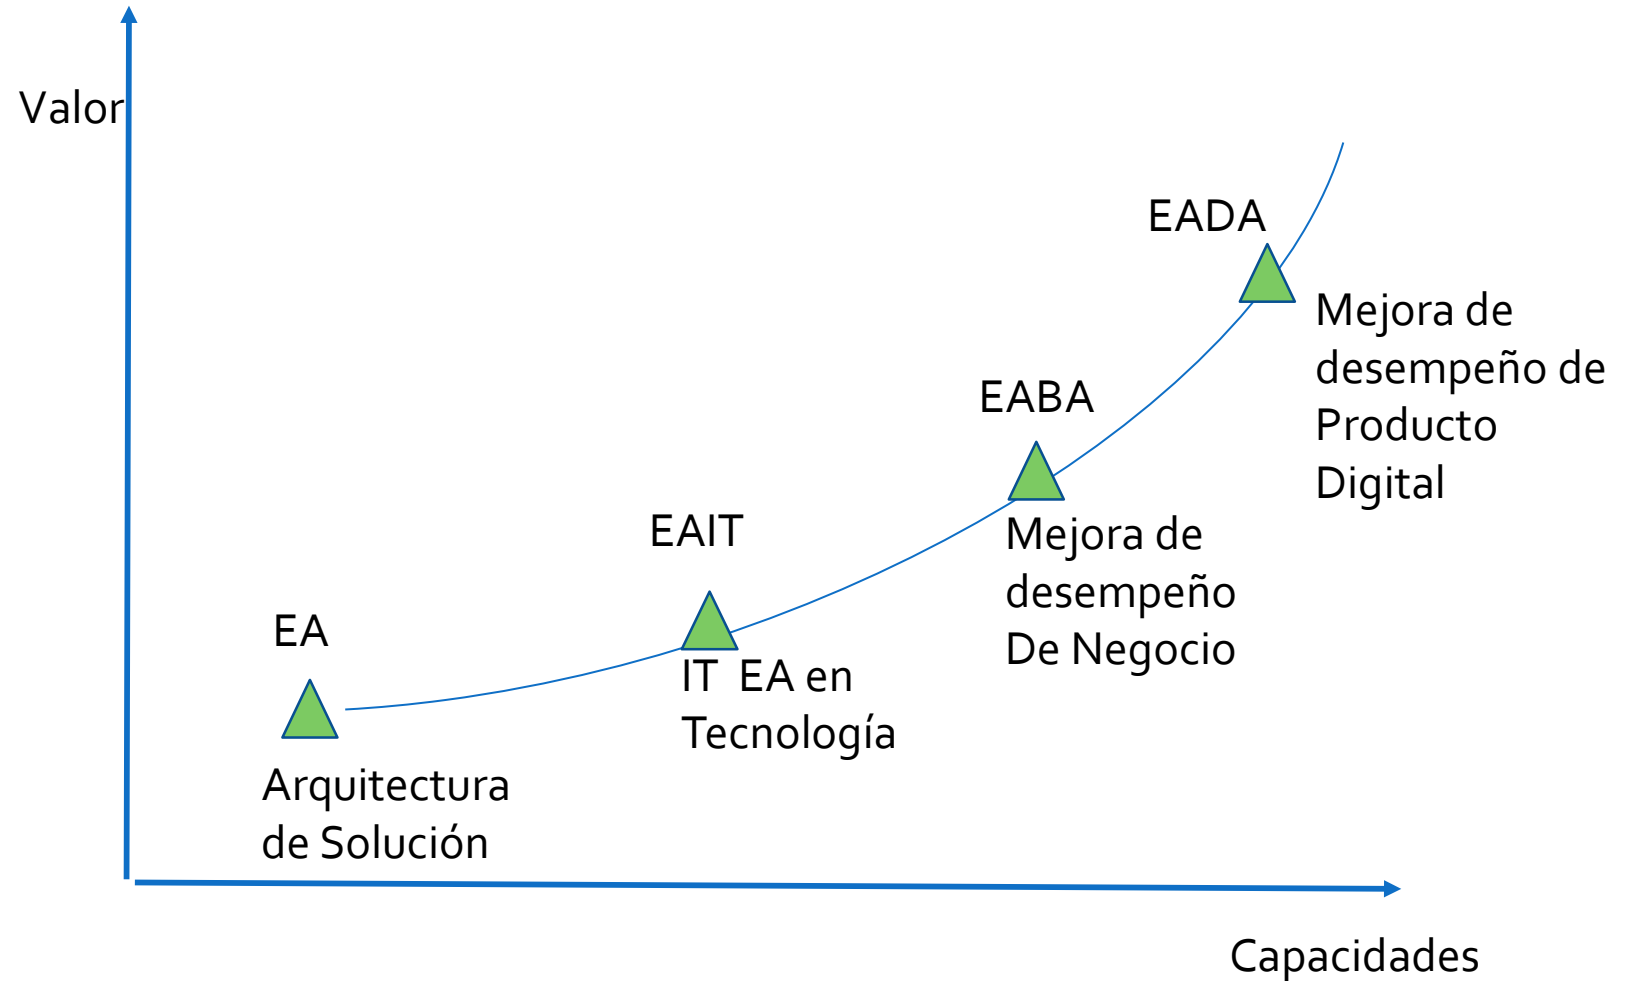 Valor
EADA
Mejora de
desempeño de
Producto
Digital
EABA
Mejora de
desempeño
De Negocio
EAIT
IT EA en
Tecnología
EA
Arquitectura
de Solución
Capacidades